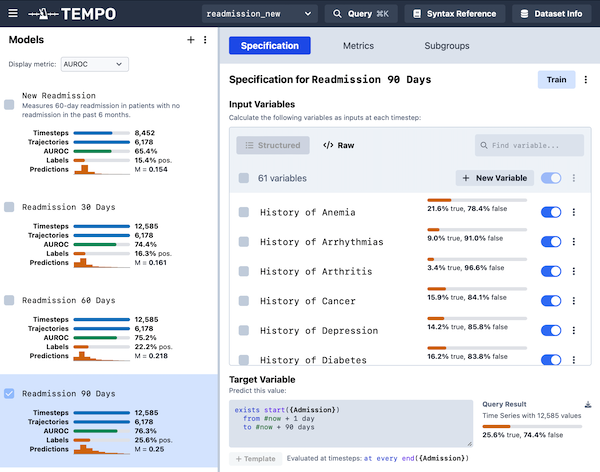 TEMPO
readmission_new
Query ⌘K
Syntax Reference
Dataset Info
Models
Display metric: AUROC
New Readmission
Measures 60-day readmission in patients with no
readmission in the past 6 months.
Timesteps 8,452
Trajectories 6,178
AUROC 65.4%
Labels 15.4% pos.
Predictions M = 0.154
Readmission 30 Days
Timesteps 12,585
Trajectories 6,178
AUROC 74.4%
Labels 16.3% pos.
Predictions M = 0.161
Readmission 60 Days
Timesteps 12,585
Trajectories 6,178
AUROC 75.2%
Labels 22.2% pos.
Predictions M = 0.218
Readmission 90 Days
Timesteps 12,585
Trajectories 6,178
AUROC 76.3%
Labels 25.6% pos.
Predictions M = 0.25
Specification
Metrics
Subgroups
Specification for Readmission 90 Days
Train
Input Variables
Calculate the following variables as inputs at each timestep:
Structured
</> Raw
Find variable...
61 variables
+ New Variable
History of Anemia
21.6% true, 78.4% false
History of Arrhythmias
9.0% true, 91.0% false
History of Arthritis
3.4% true, 96.6% false
History of Cancer
15.9% true, 84.1% false
History of Depression
14.2% true, 85.8% false
History of Diabetes
16.2% true, 83.8% false
Target Variable
Predict this value:
exists start({Admission})
from #now + 1 day
to #now + 90 days
Query Result
Time Series with 12,585 values
25.6% true, 74.4% false
+ Template
Evaluated at timesteps: at every end({Admission})